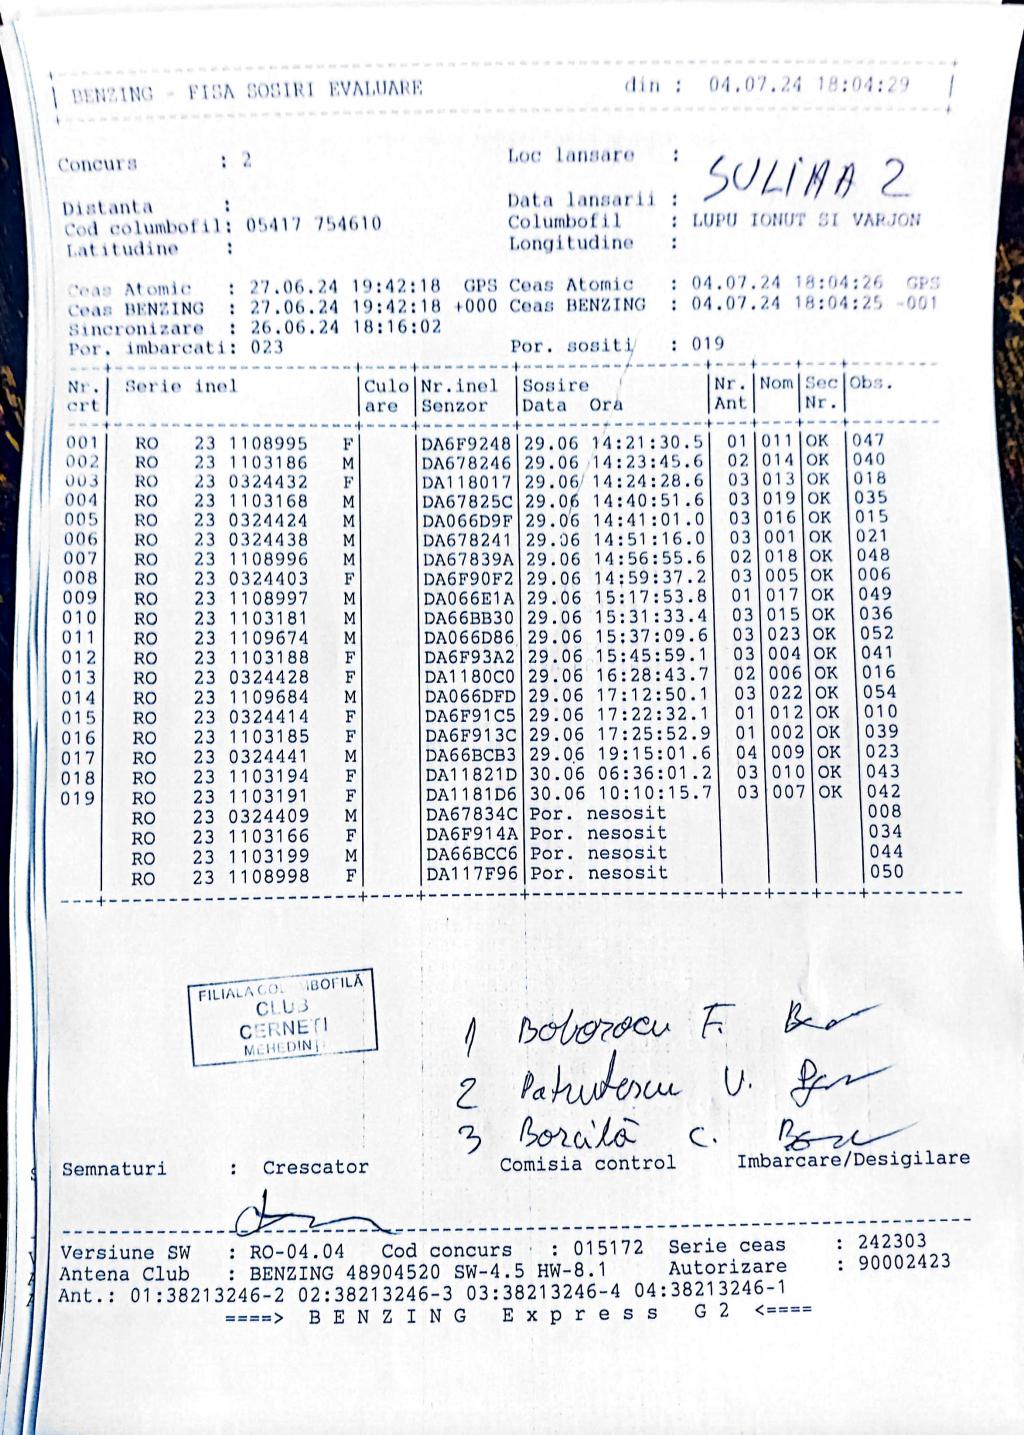 BENZING - FISA SOSIRI EVALUARE din : 04.07.24 18:04:29
Concurs : 2 Loc lansare : SULINA 2
Distanta : Data lansarii :
Cod columbofil: 05417 754610 Columbofil : LUPU IONUT SI VARJON
Latitudine : Longitudine :
Ceas Atomic : 27.06.24 19:42:18 GPS Ceas Atomic : 04.07.24 18:04:26 GPS
Ceas BENZING : 27.06.24 19:42:18 +000 Ceas BENZING : 04.07.24 18:04:25 -001
Sincronizare : 26.06.24 18:16:02
Por. imbarcati: 023 Por. sositi : 019
Nr. Serie inel Culo Nr.inel Sosire Nr. Nom Sec Obs.
crt are Senzor Data Ora Ant Nr.
001 RO 23 1108995 F DA6F9248 29.06 14:21:30.5 01 011 OK 047
002 RO 23 1103186 M DA678246 29.06 14:23:45.6 02 014 OK 040
003 RO 23 0324432 F DA118017 29.06 14:24:28.6 03 013 OK 018
004 RO 23 1103168 M DA67825C 29.06 14:40:51.6 03 019 OK 035
005 RO 23 0324424 M DA066D9F 29.06 14:41:01.0 03 016 OK 015
006 RO 23 0324438 M DA678241 29.06 14:51:16.0 03 001 OK 021
007 RO 23 1108996 M DA67839A 29.06 14:56:55.6 02 018 OK 048
008 RO 23 0324403 F DA6F90F2 29.06 14:59:37.2 03 005 OK 006
009 RO 23 1108997 M DA066E1A 29.06 15:17:53.8 01 017 OK 049
010 RO 23 1103181 M DA66BB30 29.06 15:31:33.4 03 015 OK 036
011 RO 23 1109674 M DA066D86 29.06 15:37:09.6 03 023 OK 052
012 RO 23 1103188 F DA6F93A2 29.06 15:45:59.1 03 004 OK 041
013 RO 23 0324428 F DA1180C0 29.06 16:28:43.7 02 006 OK 016
014 RO 23 1109684 M DA066DFD 29.06 17:12:50.1 03 022 OK 054
015 RO 23 0324414 F DA6F91C5 29.06 17:22:32.1 01 012 OK 010
016 RO 23 1103185 F DA6F913C 29.06 17:25:52.9 01 002 OK 039
017 RO 23 0324441 M DA66BCB3 29.06 19:15:01.6 04 009 OK 023
018 RO 23 1103194 F DA11821D 30.06 06:36:01.2 03 010 OK 043
019 RO 23 1103191 F DA1181D6 30.06 10:10:15.7 03 007 OK 042
RO 23 0324409 M DA67834C Por. nesosit 008
RO 23 1103166 F DA6F914A Por. nesosit 034
RO 23 1103199 M DA66BCC6 Por. nesosit 044
RO 23 1108998 F DA117F96 Por. nesosit 050
FILIALA COLUMBOFILĂ
CLUB
CERNEȚI
MEHEDINȚI
1 Boborocu F.
2 Patrutescu V.
3 Borcilă C.
Semnaturi : Crescator Comisia control Imbarcare/Desigilare
Versiune SW : RO-04.04 Cod concurs : 015172 Serie ceas : 242303
Antena Club : BENZING 48904520 SW-4.5 HW-8.1 Autorizare : 90002423
Ant.: 01:38213246-2 02:38213246-3 03:38213246-4 04:38213246-1
====> B E N Z I N G E x p r e s s G 2 <====